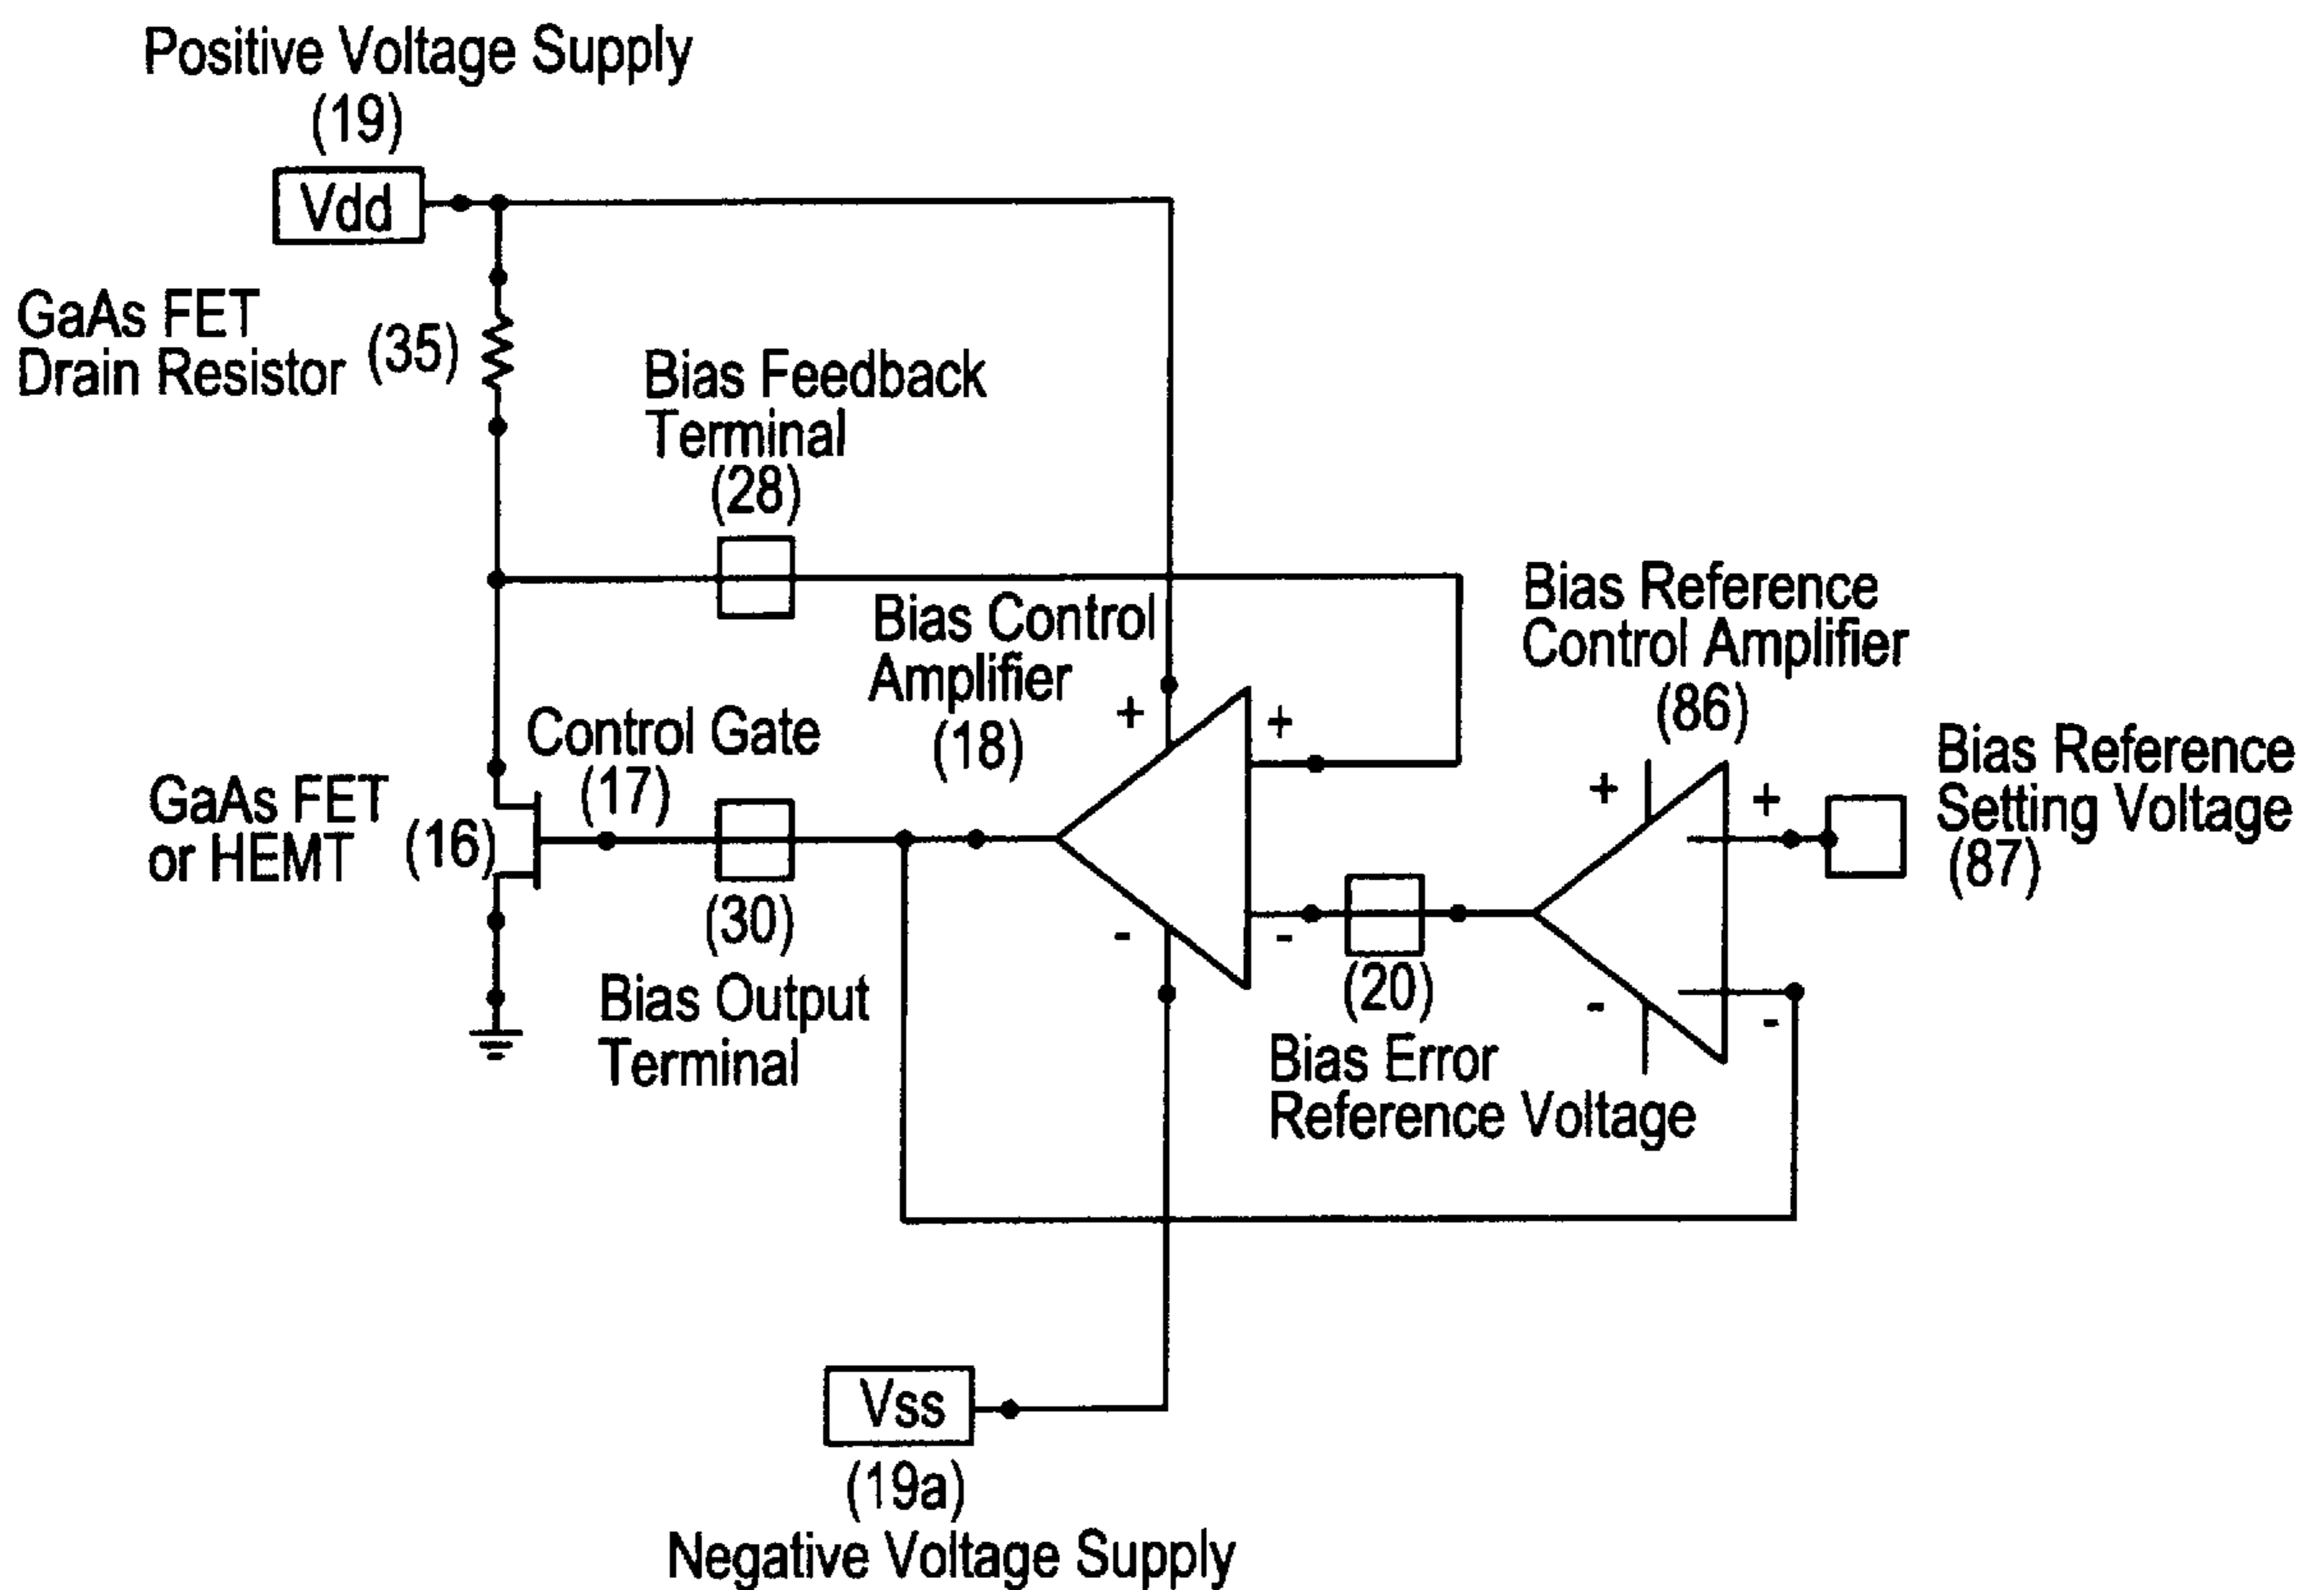 Positive Voltage Supply
(19)
Vdd
GaAs FET
Drain Resistor
(35)
Bias Feedback
Terminal
(28)
Bias Control
Amplifier
(18)
+
+
-
-
Bias Reference
Control Amplifier
(86)
+
+
-
-
Bias Reference
Setting Voltage
(87)
Control Gate
(17)
GaAs FET
or HEMT
(16)
(30)
Bias Output
Terminal
(20)
Bias Error
Reference Voltage
Vss
(19a)
Negative Voltage Supply